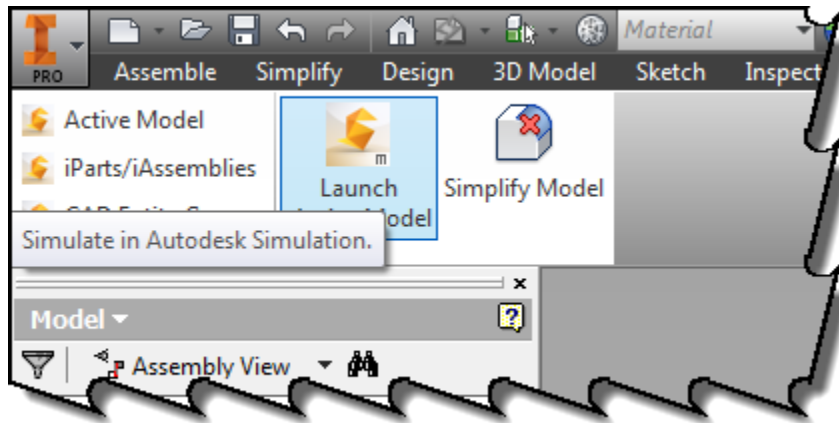 Material
PRO
Assemble Simplify Design 3D Model Sketch Inspect
Active Model
iParts/iAssemblies
Launch
Simplify Model
Simulate in Autodesk Simulation.
Model
Assembly View
m